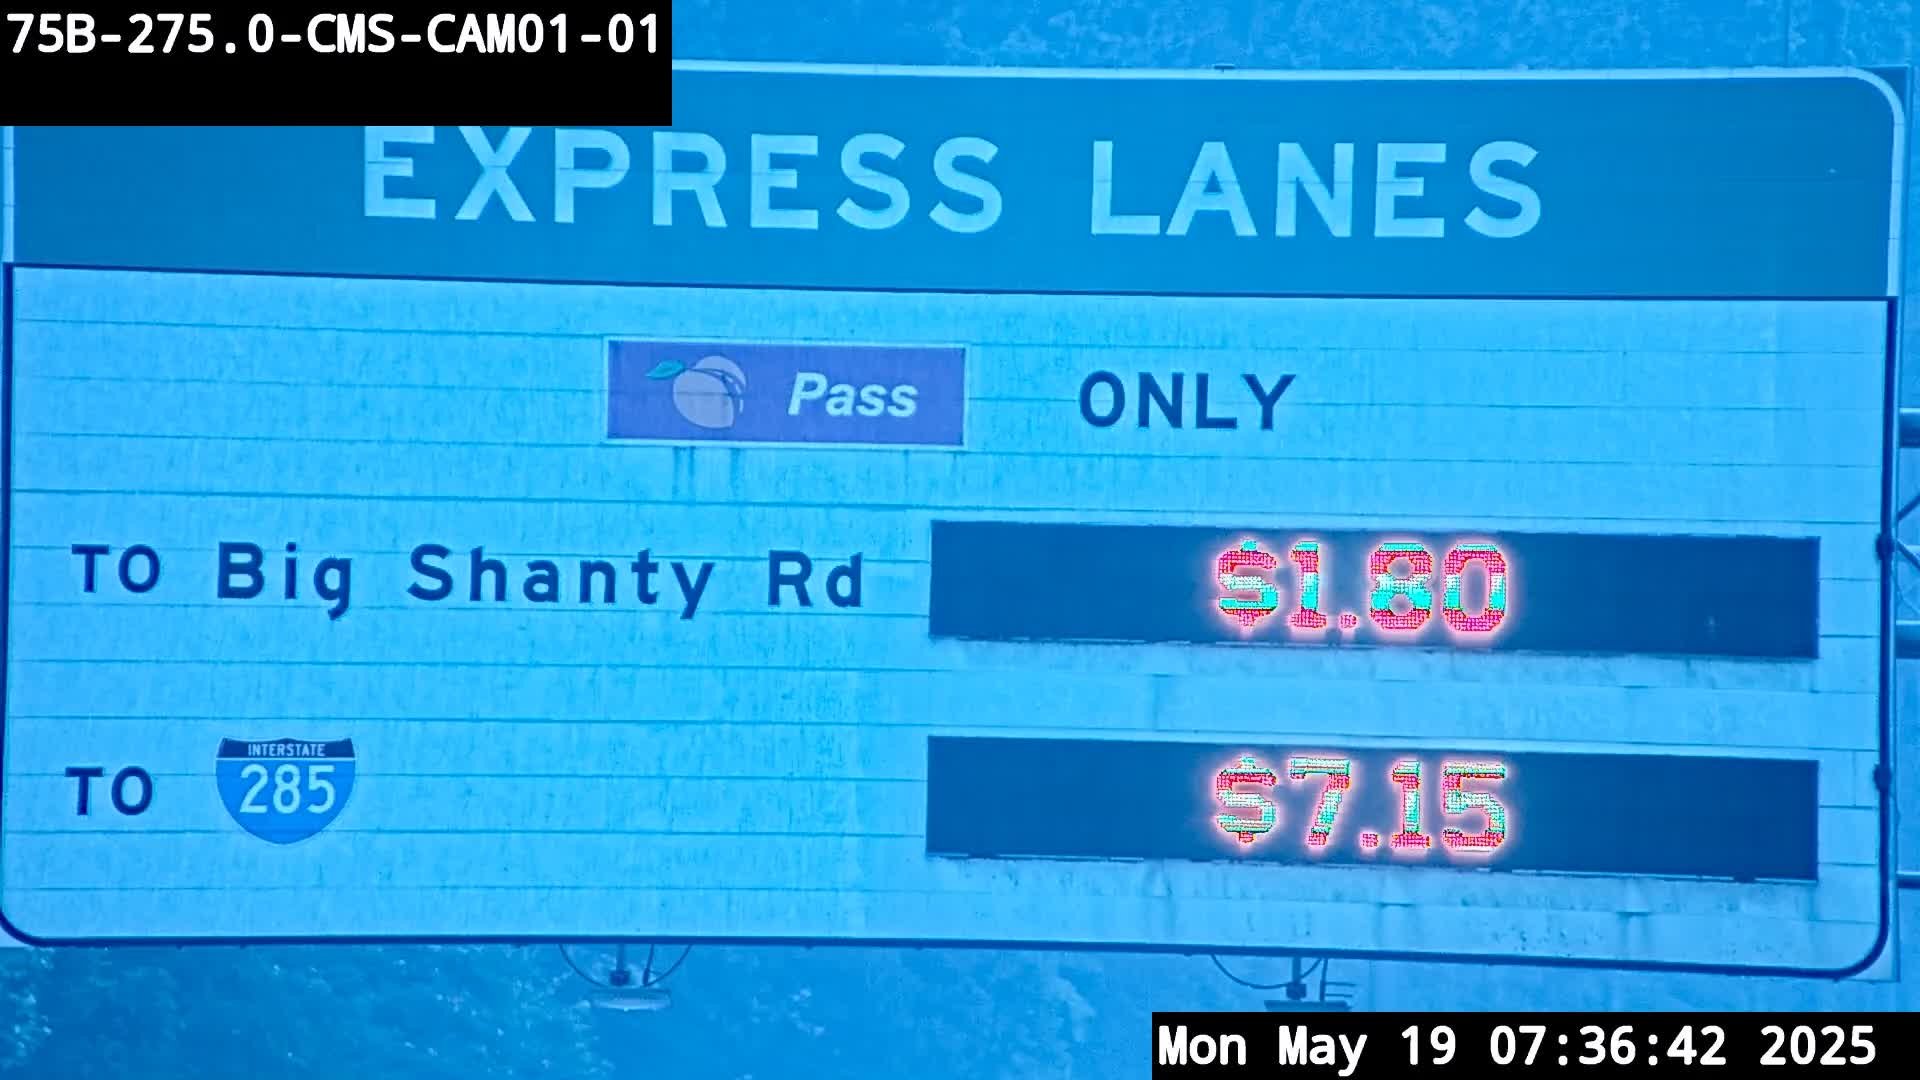 75B-275.0-CMS-CAM01-01
EXPRESS LANES
Pass ONLY
TO Big Shanty Rd $1.80
INTERSTATE
TO 285 $7.15
Mon May 19 07:36:42 2025